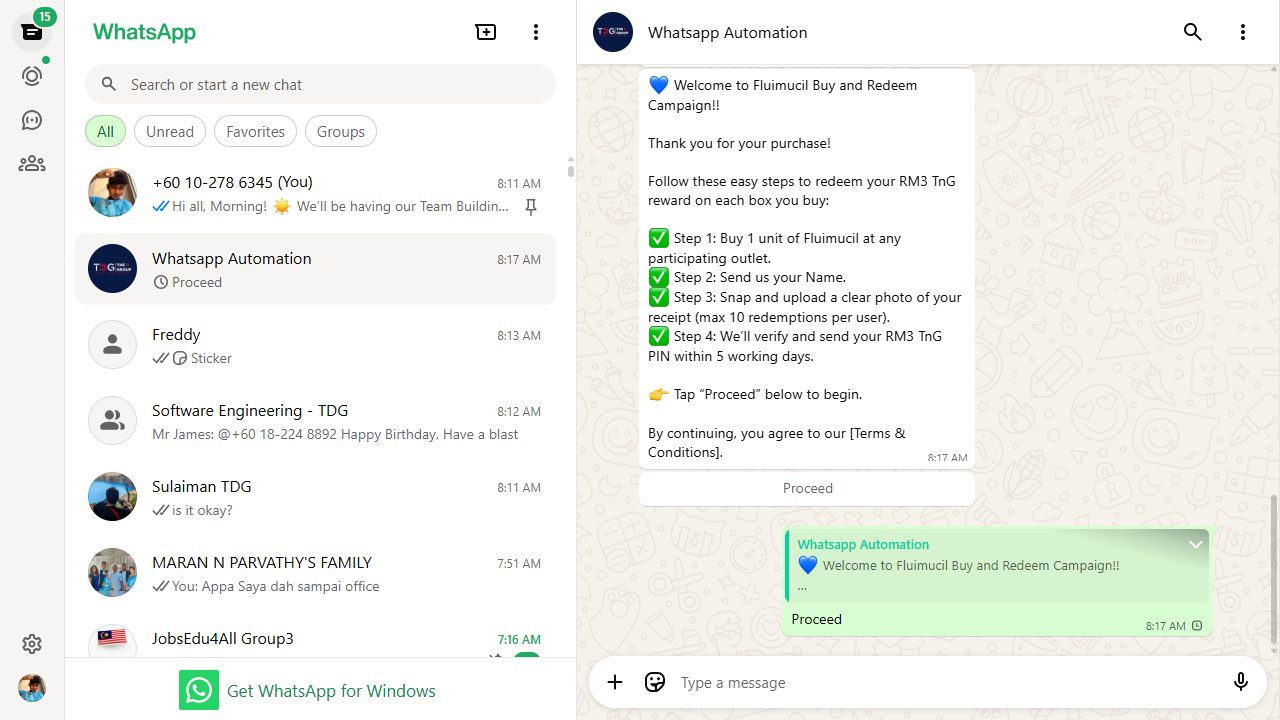 15
WhatsApp
Search or start a new chat
All
Unread
Favorites
Groups
+60 10-278 6345 (You)
8:11 AM
Hi all, Morning! ☀️ We’ll be having our Team Buildin...
Whatsapp Automation
8:17 AM
Proceed
Freddy
8:13 AM
Sticker
Software Engineering - TDG
8:12 AM
Mr James: @+60 18-224 8892 Happy Birthday, Have a blast
Sulaiman TDG
8:11 AM
is it okay?
MARAN N PARVATHY'S FAMILY
7:51 AM
You: Appa Saya dah sampai office
JobsEdu4All Group3
7:16 AM
Get WhatsApp for Windows
Whatsapp Automation
💙 Welcome to Fluimucil Buy and Redeem
Campaign!!
Thank you for your purchase!
Follow these easy steps to redeem your RM3 TnG
reward on each box you buy:
✅ Step 1: Buy 1 unit of Fluimucil at any
participating outlet.
✅ Step 2: Send us your Name.
✅ Step 3: Snap and upload a clear photo of your
receipt (max 10 redemptions per user).
✅ Step 4: We’ll verify and send your RM3 TnG
PIN within 5 working days.
👉 Tap “Proceed” below to begin.
By continuing, you agree to our [Terms &
Conditions].
8:17 AM
Proceed
Whatsapp Automation
💙 Welcome to Fluimucil Buy and Redeem Campaign!!
...
Proceed
8:17 AM
Type a message